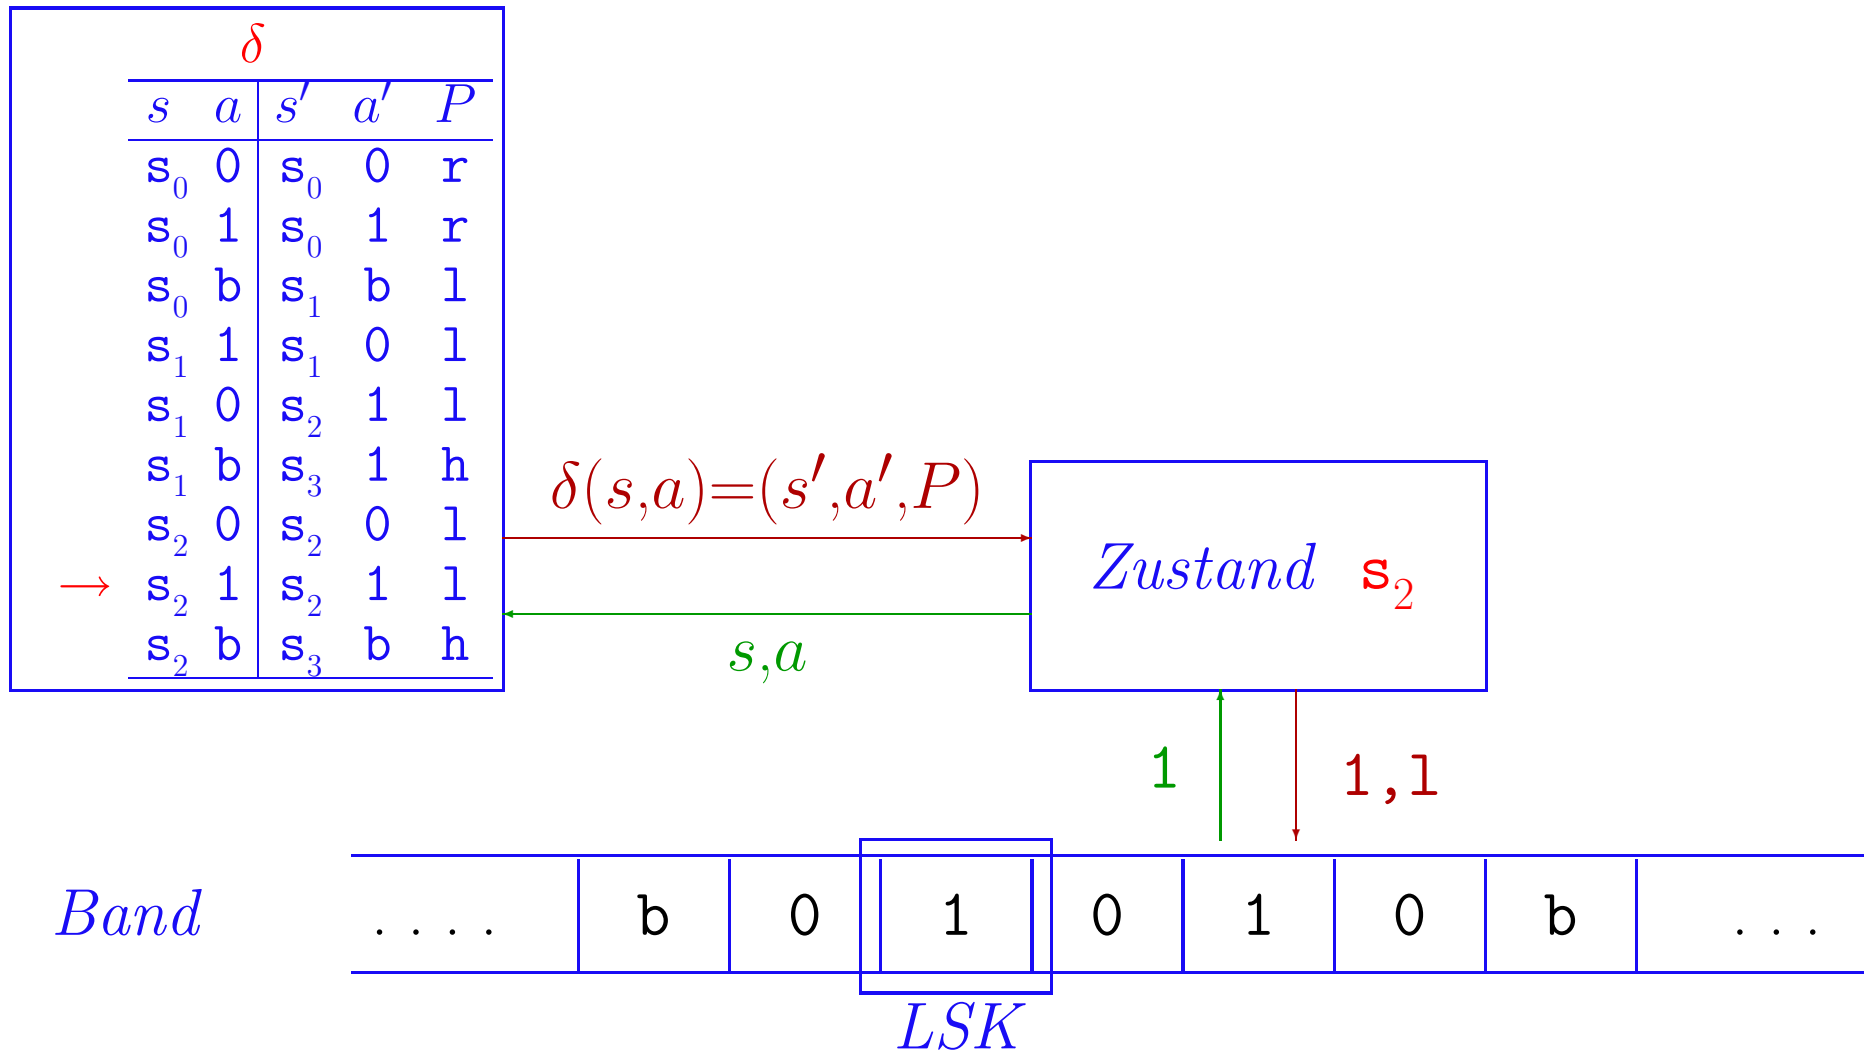 δ
s a s′ a′ P
s₀ 0 s₀ 0 r
s₀ 1 s₀ 1 r
s₀ b s₁ b l
s₁ 1 s₁ 0 l
s₁ 0 s₂ 1 l
s₁ b s₃ 1 h
s₂ 0 s₂ 0 l
→ s₂ 1 s₂ 1 l
s₂ b s₃ b h
δ(s,a)=(s′,a′,P)
s,a
Zustand s₂
1
1,l
Band . . . . b 0 1 0 1 0 b . . .
LSK